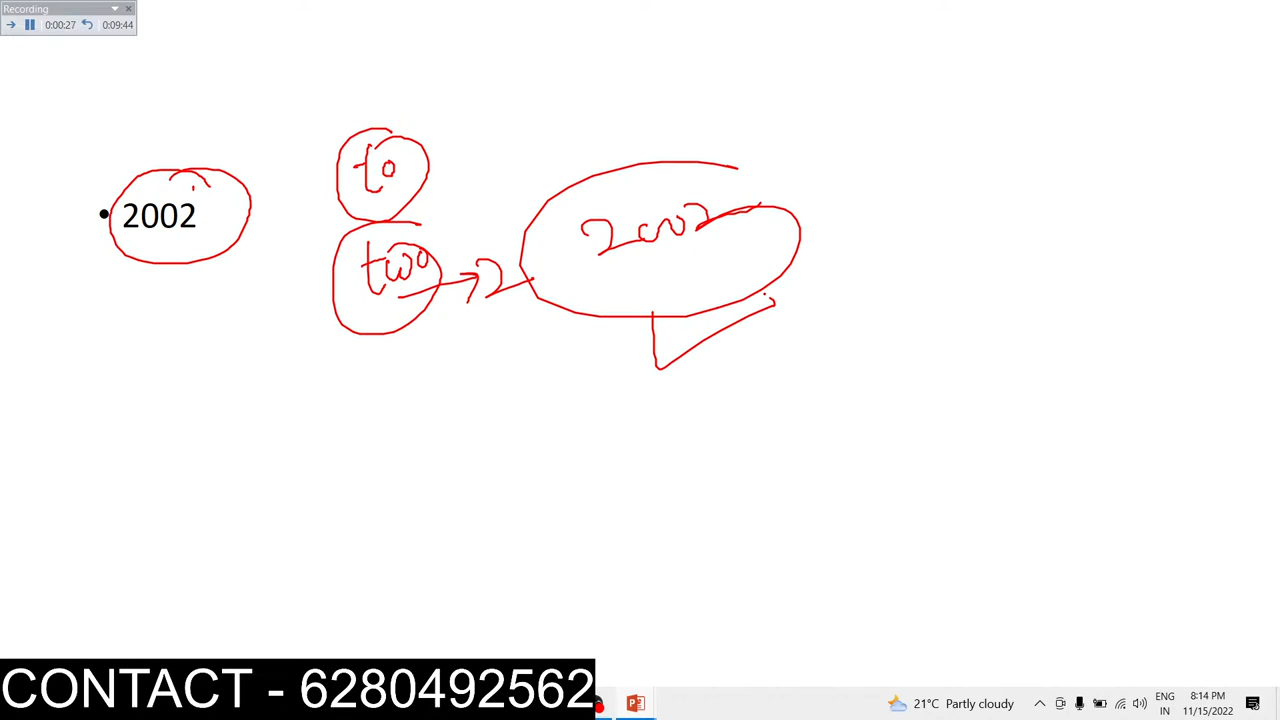 Recording
0:00:27 0:09:44
to
• 2002
2002
two → 2
CONTACT - 6280492562
21°C Partly cloudy
ENG
IN
8:14 PM
11/15/2022